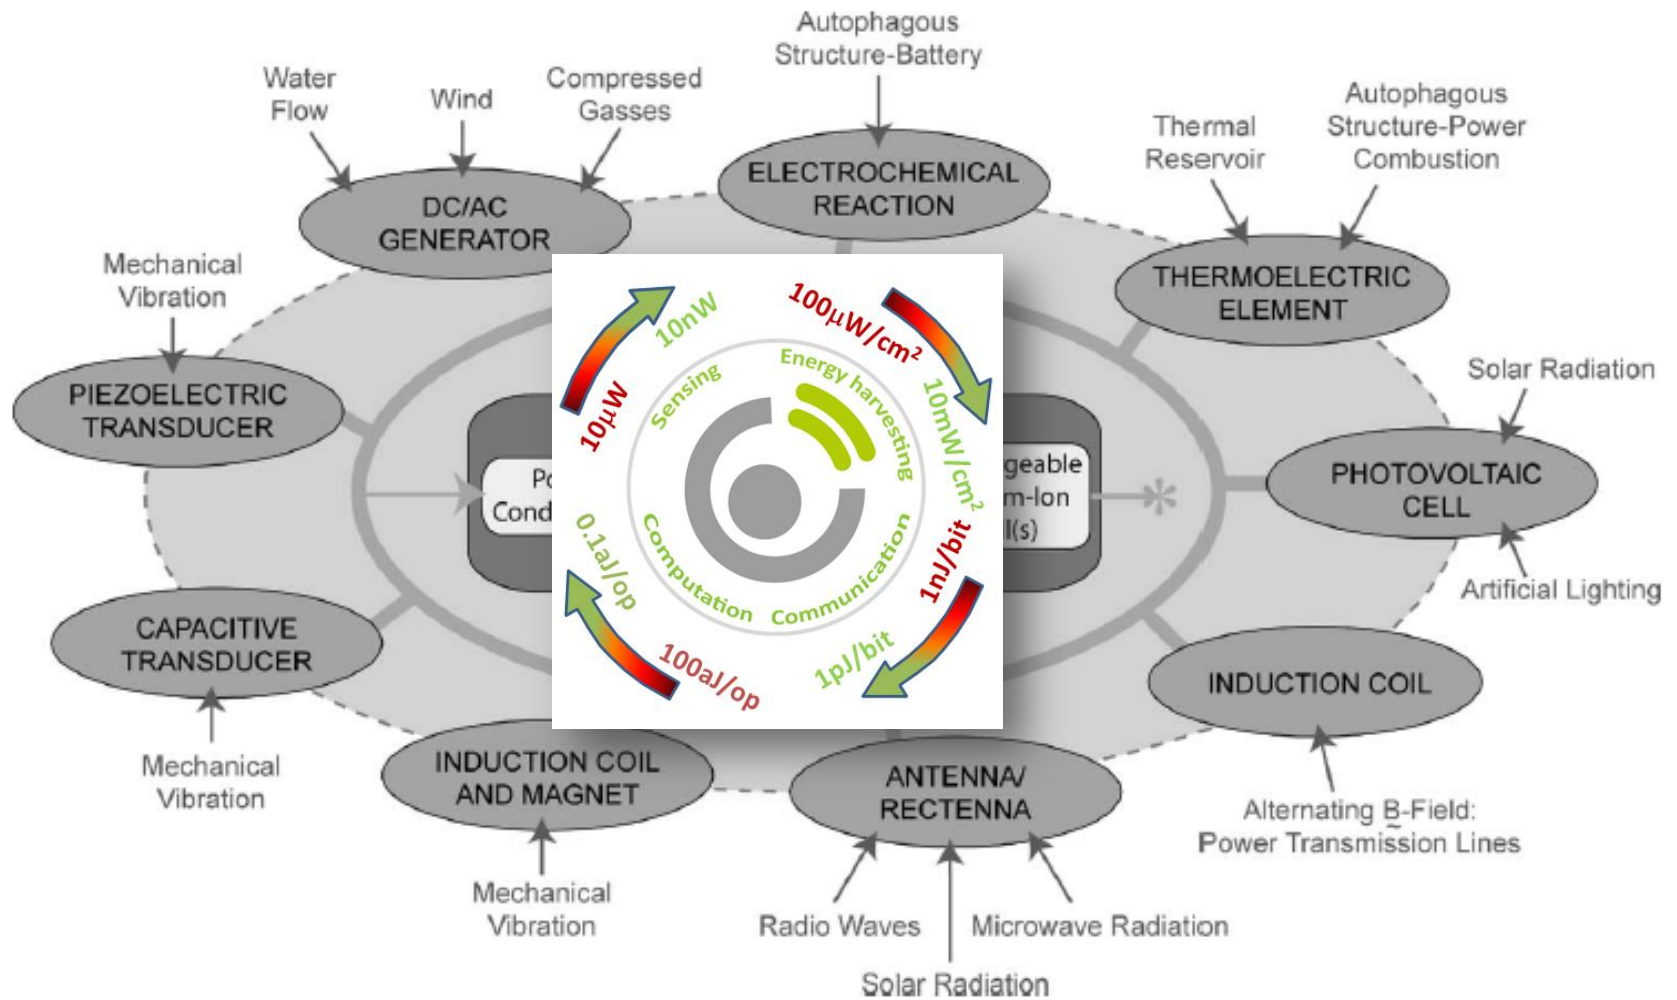 Autophagous
Structure-Battery
Water
Flow
Wind
Compressed
Gasses
Autophagous
Structure-Power
Combustion
Thermal
Reservoir
ELECTROCHEMICAL
REACTION
DC/AC
GENERATOR
Mechanical
Vibration
THERMOELECTRIC
ELEMENT
PIEZOELECTRIC
TRANSDUCER
Solar Radiation
PHOTOVOLTAIC
CELL
Artificial Lighting
10µW
10nW
100µW/cm²
10mW/cm²
Sensing
Energy harvesting
Computation
Communication
0.1aJ/op
100aJ/op
1nJ/bit
1pJ/bit
Po
Cond
geable
m-Ion
l(s)
*
CAPACITIVE
TRANSDUCER
Mechanical
Vibration
INDUCTION COIL
INDUCTION COIL
AND MAGNET
Mechanical
Vibration
ANTENNA/
RECTENNA
Alternating B-Field:
~
Power Transmission Lines
Radio Waves
Microwave Radiation
Solar Radiation